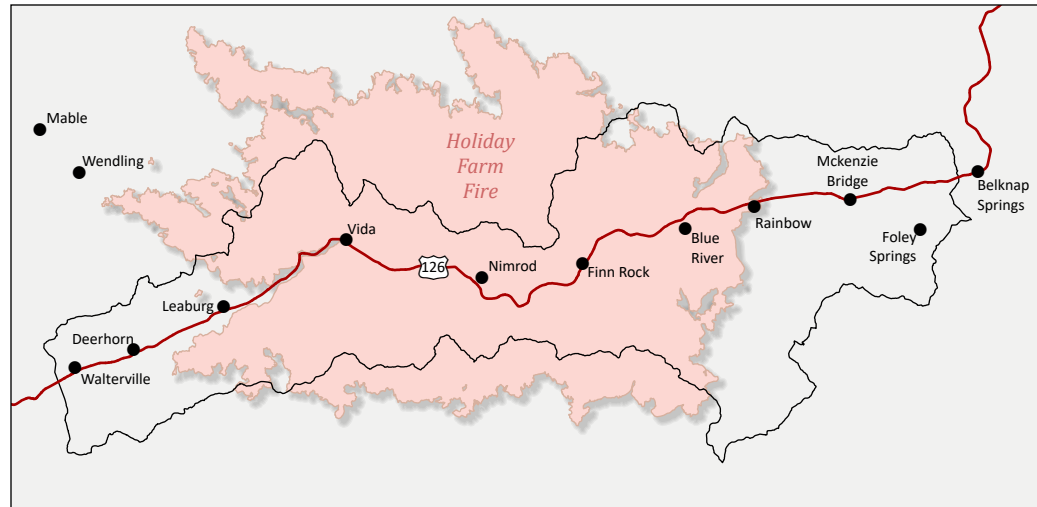 Mable
Wendling
Holiday
Farm
Fire
Mckenzie
Bridge
Belknap
Springs
Rainbow
Vida
Blue
River
Foley
Springs
126
Nimrod
Finn Rock
Leaburg
Deerhorn
Walterville